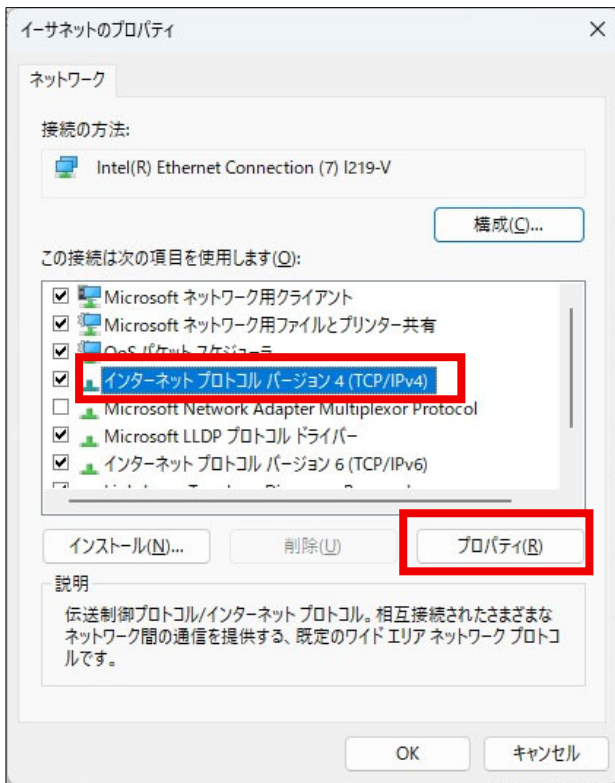 イーサネットのプロパティ
ネットワーク
接続の方法:
Intel(R) Ethernet Connection (7) I219-V
構成(C)...
この接続は次の項目を使用します(O):
Microsoft ネットワーク用クライアント
Microsoft ネットワーク用ファイルとプリンター共有
QoS パケット スケジューラ
インターネット プロトコル バージョン 4 (TCP/IPv4)
Microsoft Network Adapter Multiplexor Protocol
Microsoft LLDP プロトコル ドライバー
インターネット プロトコル バージョン 6 (TCP/IPv6)
インストール(N)...
削除(U)
プロパティ(R)
説明
伝送制御プロトコル/インターネット プロトコル。相互接続されたさまざまな
ネットワーク間の通信を提供する、既定のワイド エリア ネットワーク プロトコ
ルです。
OK
キャンセル